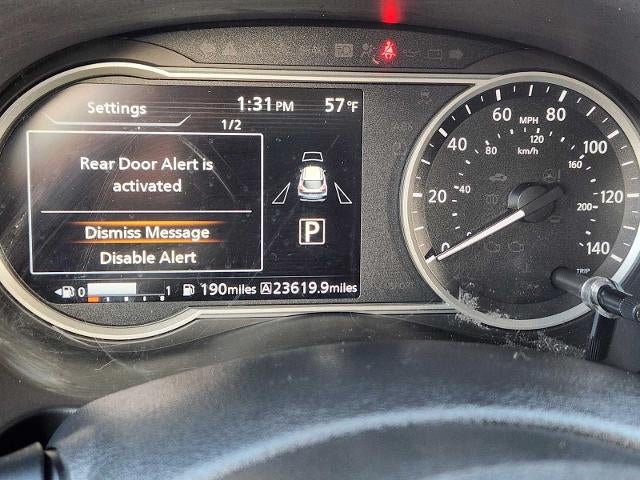 Settings 1:31 PM 57 °F
1/2
Rear Door Alert is
activated
Dismiss Message
Disable Alert
P
0 1 190miles A 23619.9miles
0 20 40 60 80 100 120 140
MPH
km/h
40 80 120 160 200
TRIP